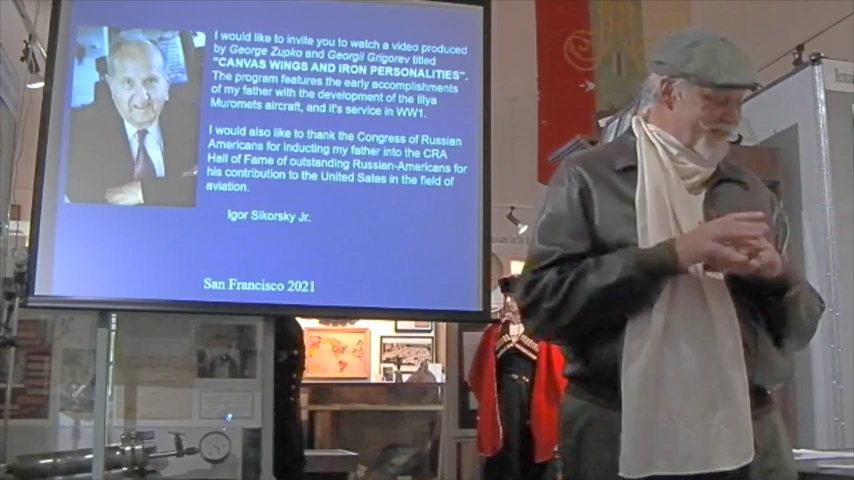 I would like to invite you to watch a video produced
by George Zupko and Georgii Grigorev titled
"CANVAS WINGS AND IRON PERSONALITIES".
The program features the early accomplishments
of my father with the development of the Illya
Muromets aircraft, and it's service in WW1.
I would also like to thank the Congress of Russian
Americans for inducting my father into the CRA
Hall of Fame of outstanding Russian-Americans for
his contribution to the United Sates in the field of
aviation.
Igor Sikorsky Jr.
San Francisco 2021